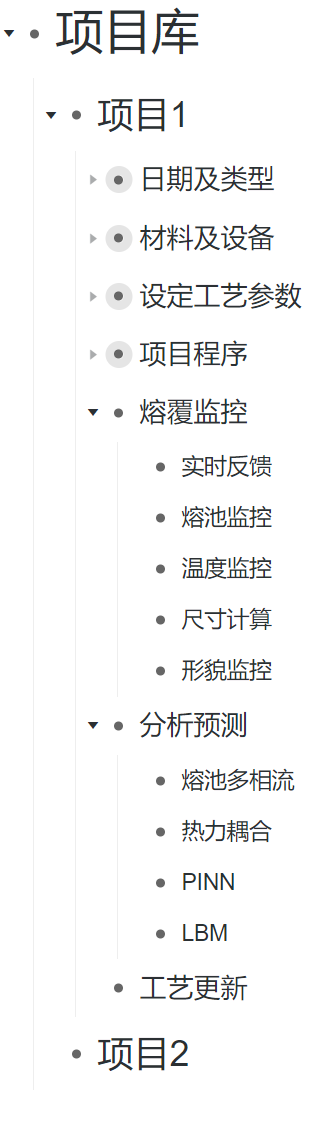 项目库
项目1
日期及类型
材料及设备
设定工艺参数
项目程序
熔覆监控
实时反馈
熔池监控
温度监控
尺寸计算
形貌监控
分析预测
熔池多相流
热力耦合
PINN
LBM
工艺更新
项目2